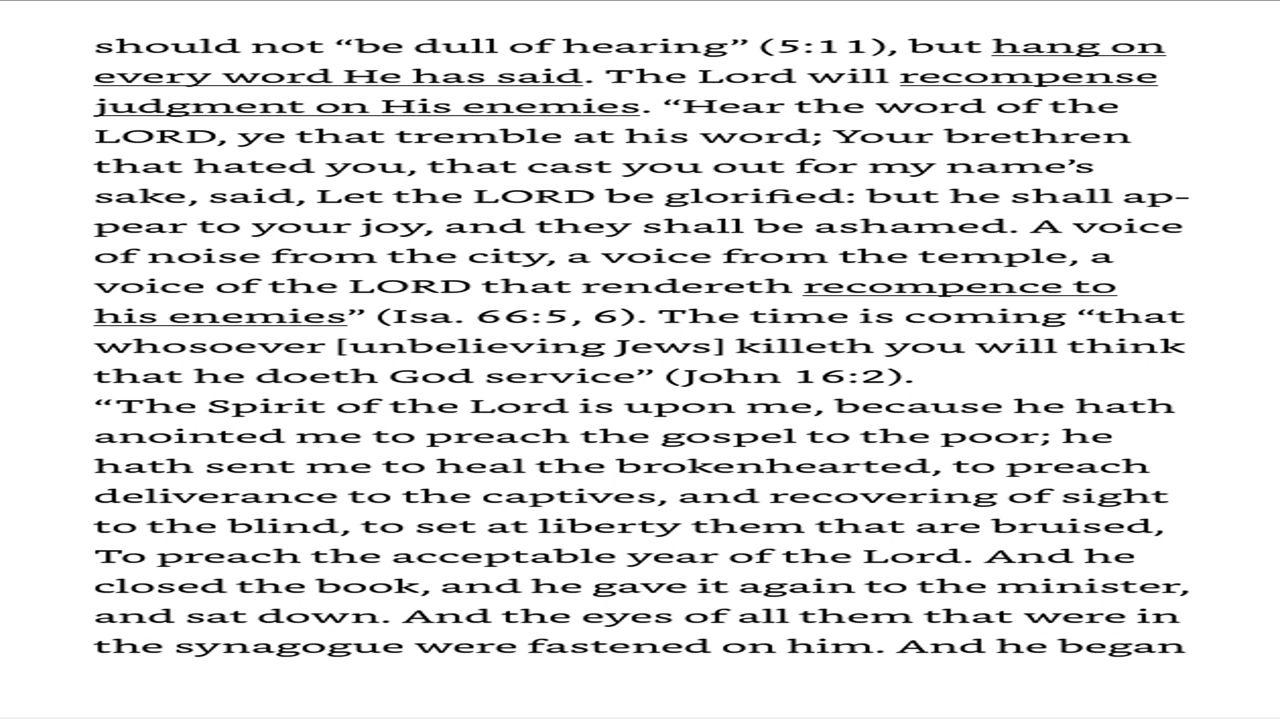 should not “be dull of hearing” (5:11), but hang on
every word He has said. The Lord will recompense
judgment on His enemies. “Hear the word of the
LORD, ye that tremble at his word; Your brethren
that hated you, that cast you out for my name’s
sake, said, Let the LORD be glorified: but he shall ap-
pear to your joy, and they shall be ashamed. A voice
of noise from the city, a voice from the temple, a
voice of the LORD that rendereth recompence to
his enemies” (Isa. 66:5, 6). The time is coming “that
whosoever [unbelieving Jews] killeth you will think
that he doeth God service” (John 16:2).
“The Spirit of the Lord is upon me, because he hath
anointed me to preach the gospel to the poor; he
hath sent me to heal the brokenhearted, to preach
deliverance to the captives, and recovering of sight
to the blind, to set at liberty them that are bruised,
To preach the acceptable year of the Lord. And he
closed the book, and he gave it again to the minister,
and sat down. And the eyes of all them that were in
the synagogue were fastened on him. And he began